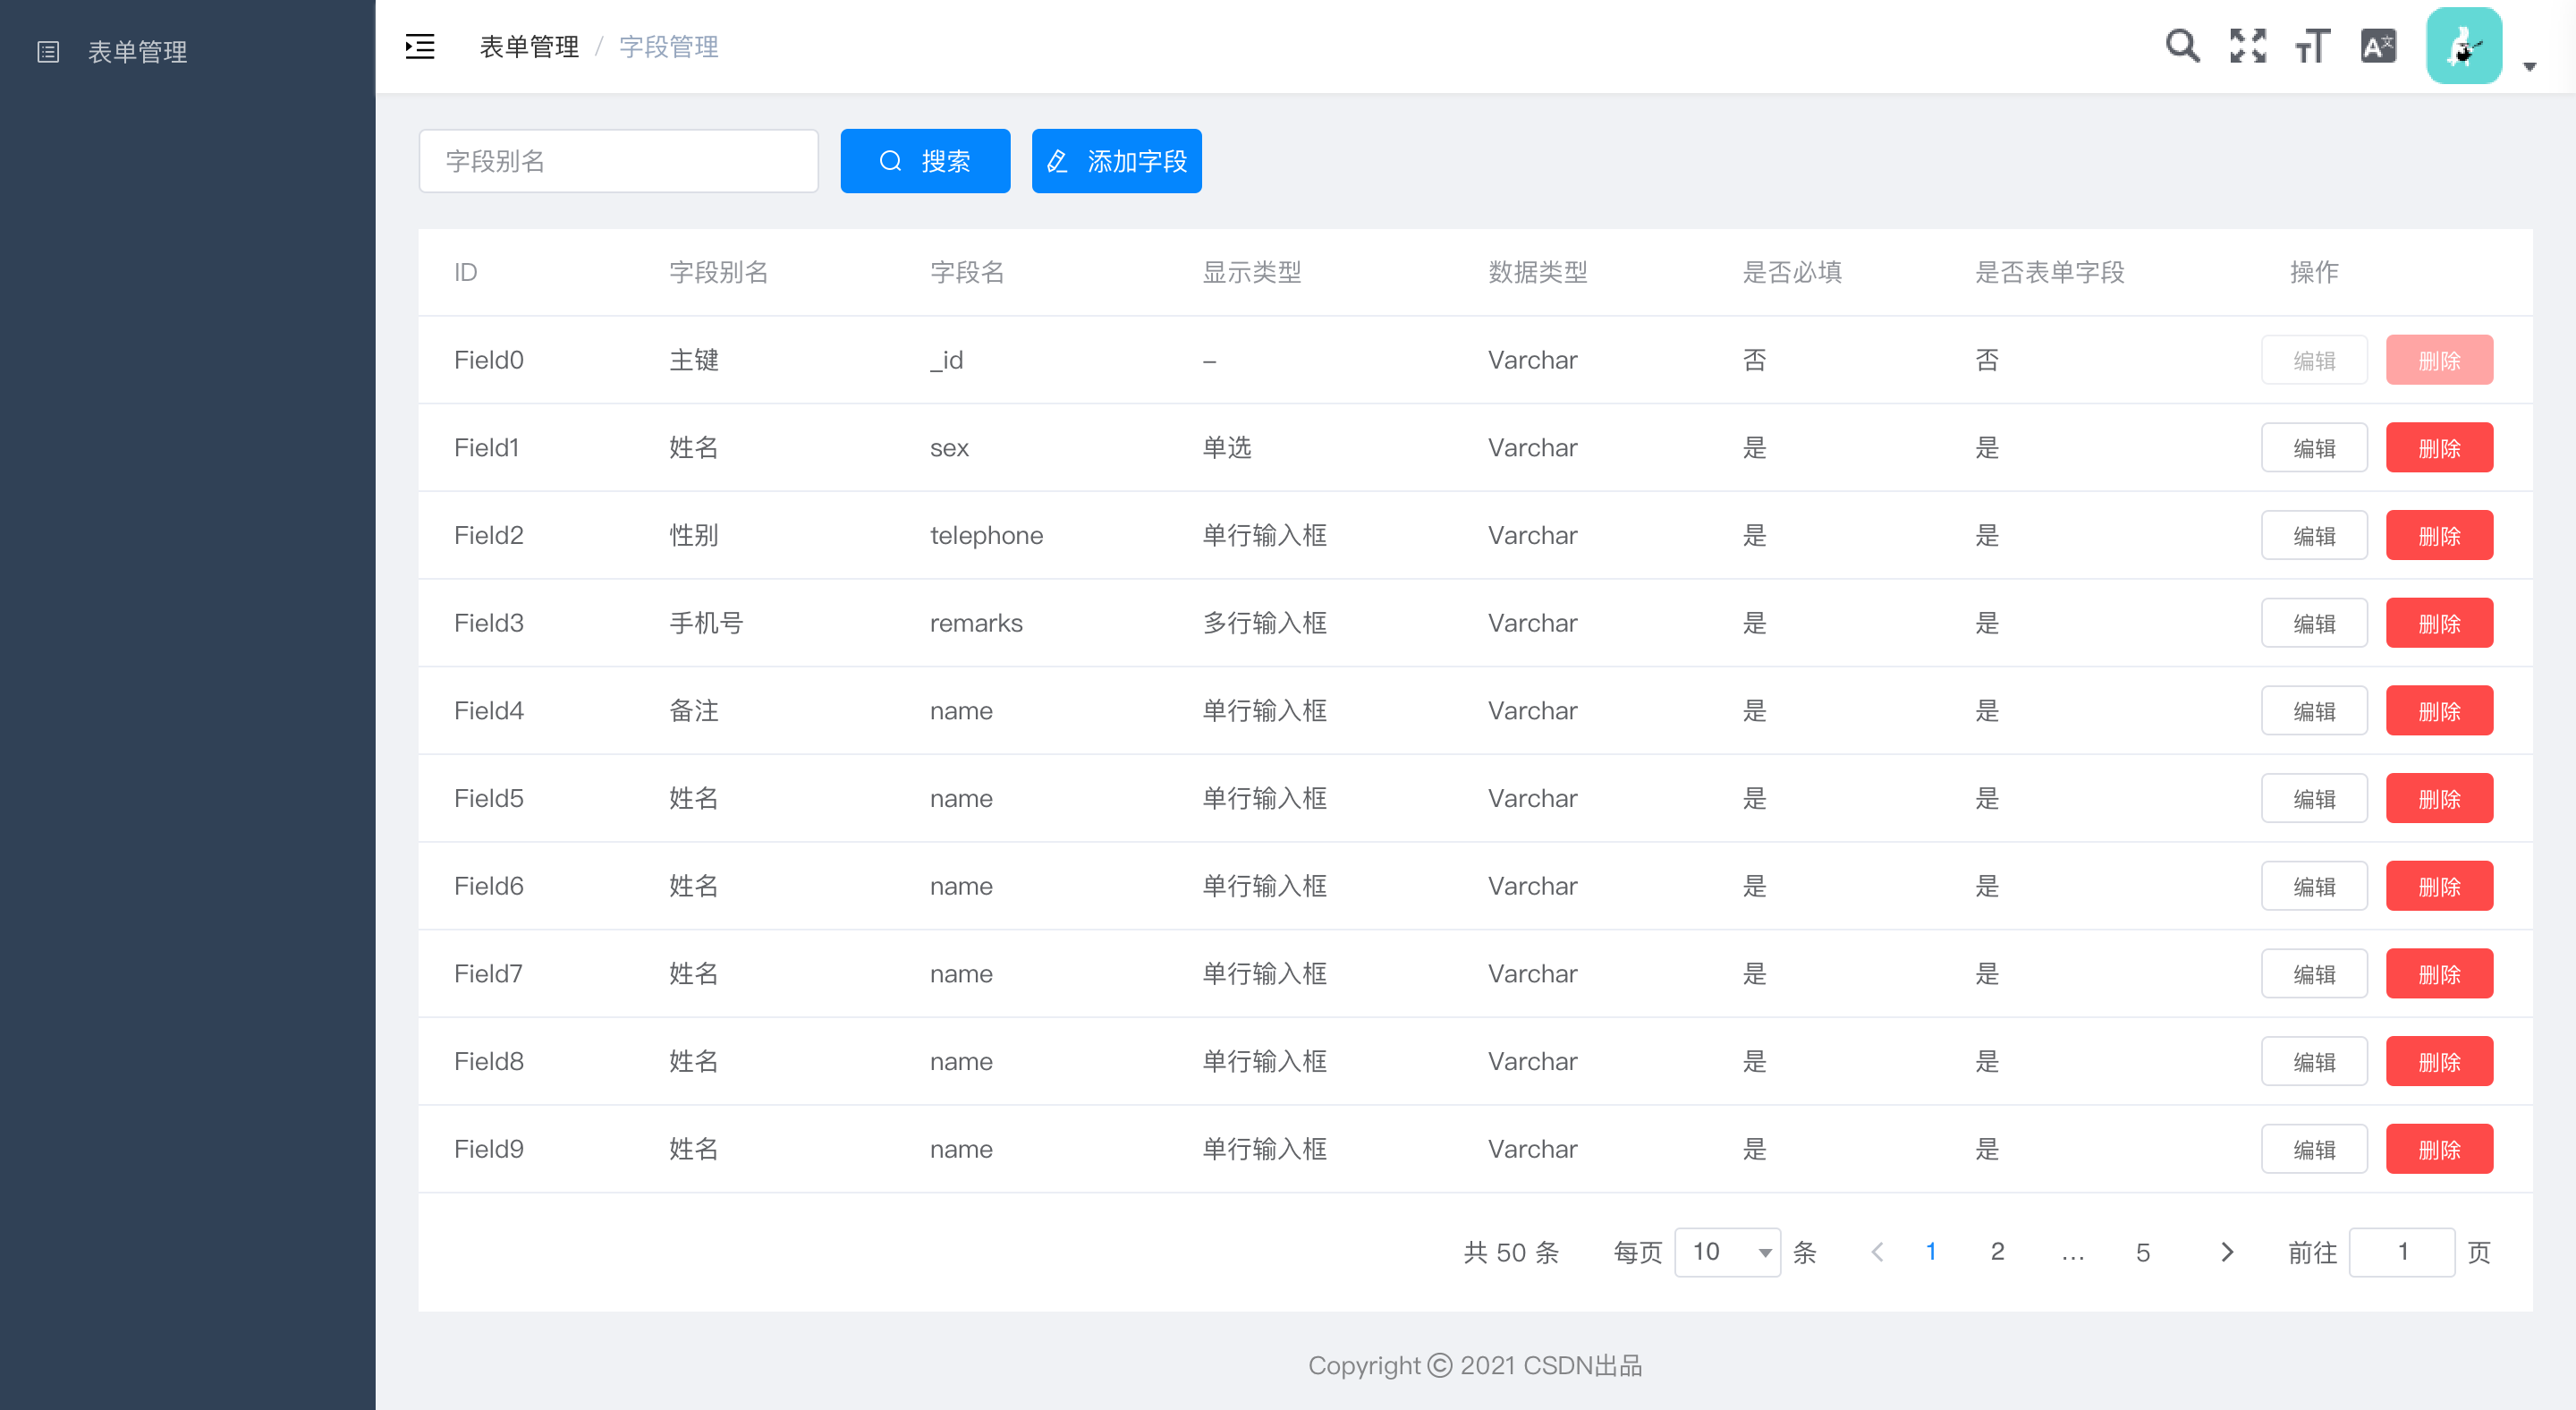 表单管理
表单管理 / 字段管理
字段别名 搜索 添加字段
ID 字段别名 字段名 显示类型 数据类型 是否必填 是否表单字段 操作
Field0 主键 _id – Varchar 否 否 编辑 删除
Field1 姓名 sex 单选 Varchar 是 是 编辑 删除
Field2 性别 telephone 单行输入框 Varchar 是 是 编辑 删除
Field3 手机号 remarks 多行输入框 Varchar 是 是 编辑 删除
Field4 备注 name 单行输入框 Varchar 是 是 编辑 删除
Field5 姓名 name 单行输入框 Varchar 是 是 编辑 删除
Field6 姓名 name 单行输入框 Varchar 是 是 编辑 删除
Field7 姓名 name 单行输入框 Varchar 是 是 编辑 删除
Field8 姓名 name 单行输入框 Varchar 是 是 编辑 删除
Field9 姓名 name 单行输入框 Varchar 是 是 编辑 删除
共 50 条 每页 10 条 1 2 … 5 前往 1 页
Copyright © 2021 CSDN出品